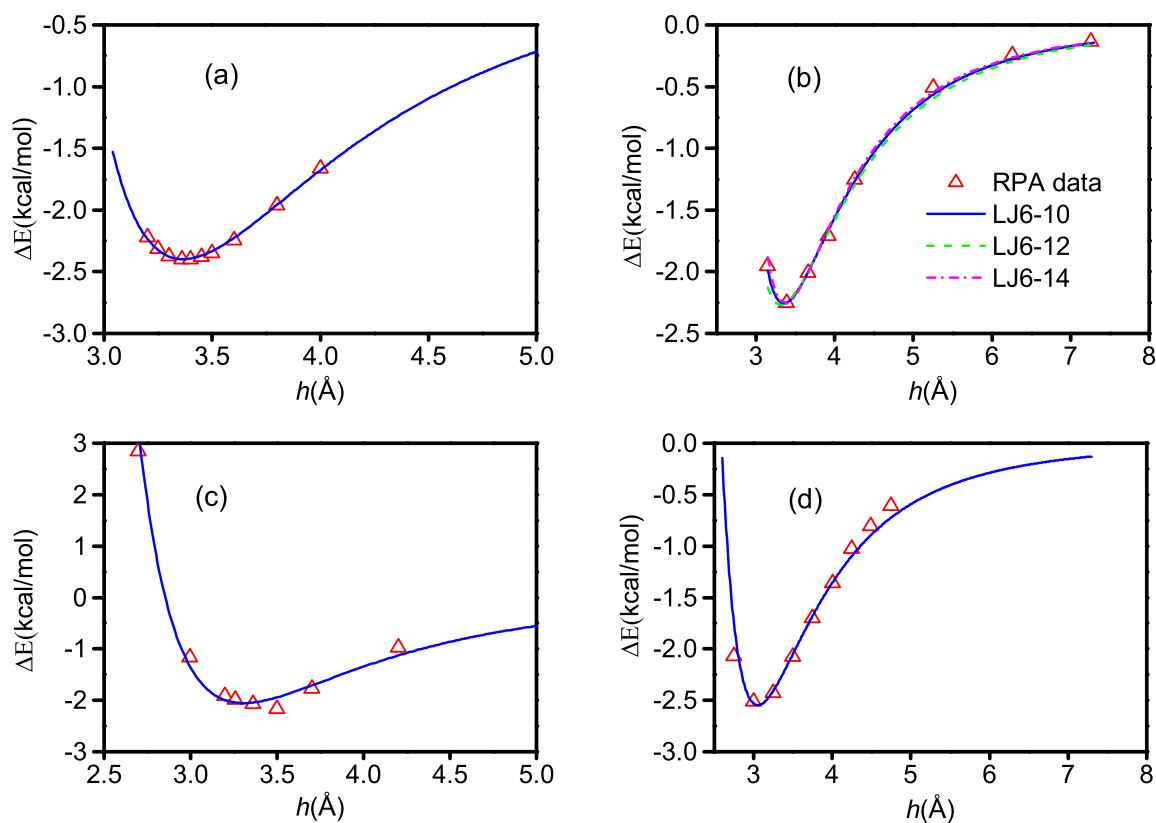 -0.5
-1.0
-1.5
-2.0
-2.5
-3.0
3.0 3.5 4.0 4.5 5.0
ΔE(kcal/mol)
h(Å)
(a)
0.0
-0.5
-1.0
-1.5
-2.0
-2.5
3 4 5 6 7 8
ΔE(kcal/mol)
h(Å)
(b)
RPA data
LJ6-10
LJ6-12
LJ6-14
3
2
1
0
-1
-2
-3
2.5 3.0 3.5 4.0 4.5 5.0
ΔE(kcal/mol)
h(Å)
(c)
0.0
-0.5
-1.0
-1.5
-2.0
-2.5
-3.0
3 4 5 6 7 8
ΔE(kcal/mol)
h(Å)
(d)